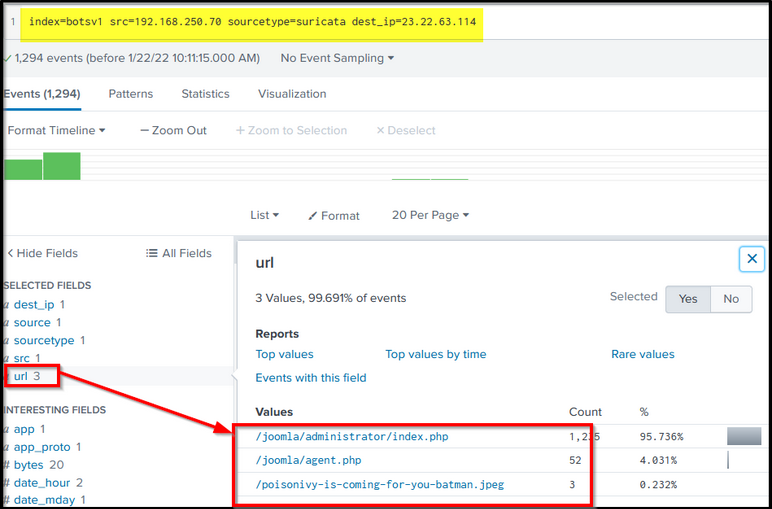 1 index=botsv1 src=192.168.250.70 sourcetype=suricata dest_ip=23.22.63.114
✓ 1,294 events (before 1/22/22 10:11:15.000 AM) No Event Sampling
Events (1,294) Patterns Statistics Visualization
Format Timeline — Zoom Out + Zoom to Selection × Deselect
List Format 20 Per Page
< Hide Fields All Fields
SELECTED FIELDS
a dest_ip 1
a source 1
a sourcetype 1
a src 1
url 3
INTERESTING FIELDS
a app 1
a app_proto 1
# bytes 20
# date_hour 2
# date_mday 1
url
3 Values, 99.691% of events Selected Yes No
Reports
Top values Top values by time Rare values
Events with this field
Values Count %
/joomla/administrator/index.php 95.736%
/joomla/agent.php 52 4.031%
/poisonivy-is-coming-for-you-batman.jpeg 3 0.232%